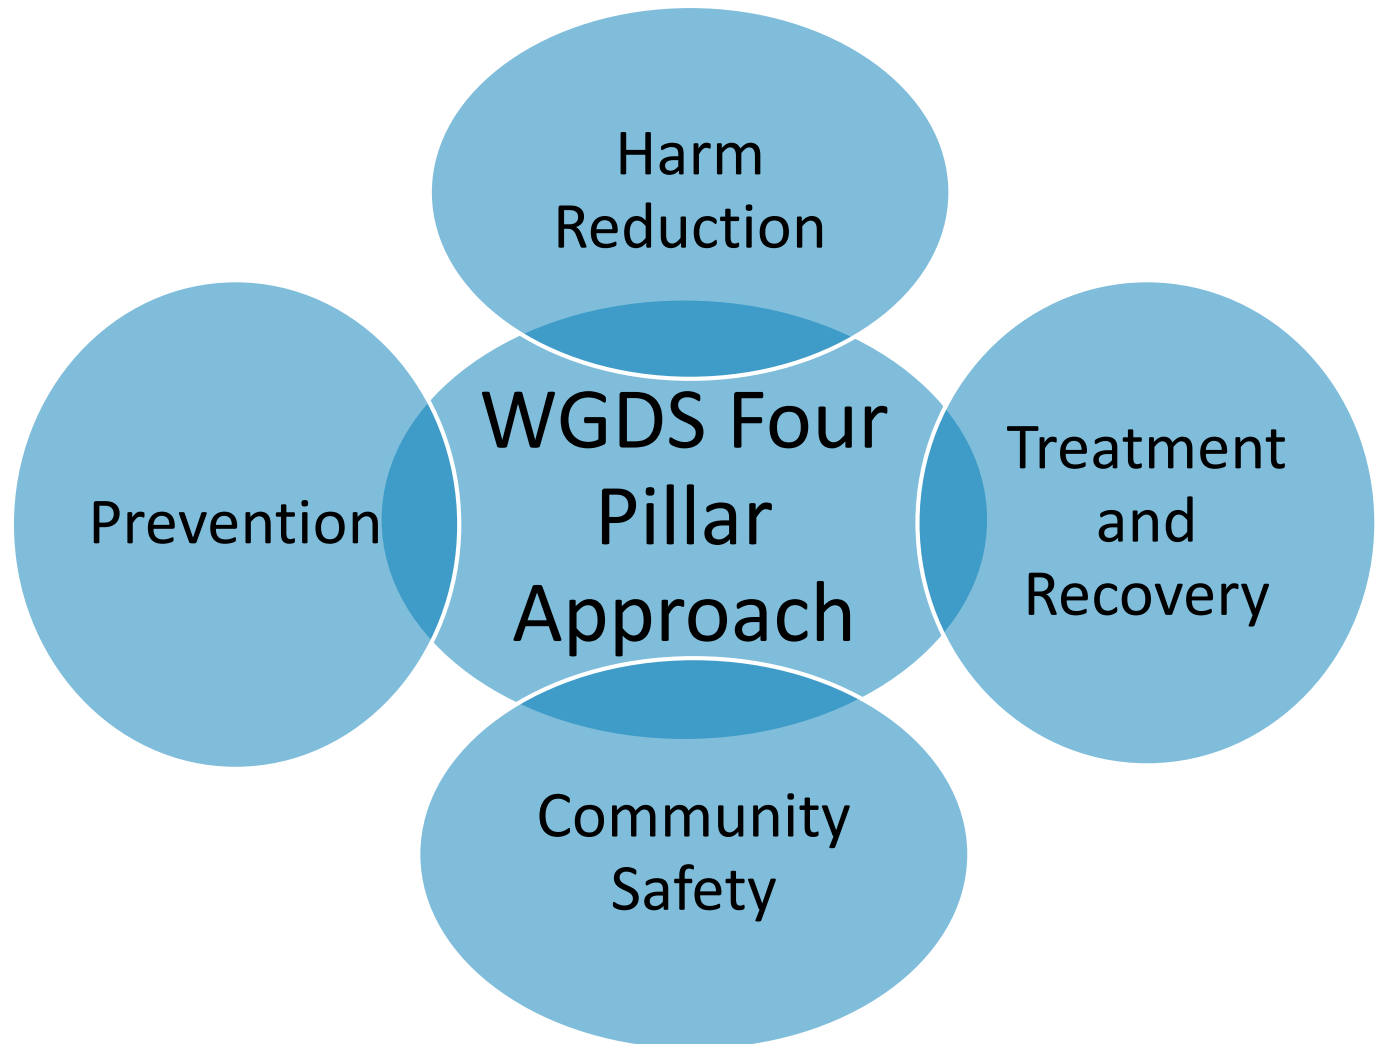 Harm
Reduction
WGDS Four
Pillar
Approach
Prevention
Treatment
and
Recovery
Community
Safety